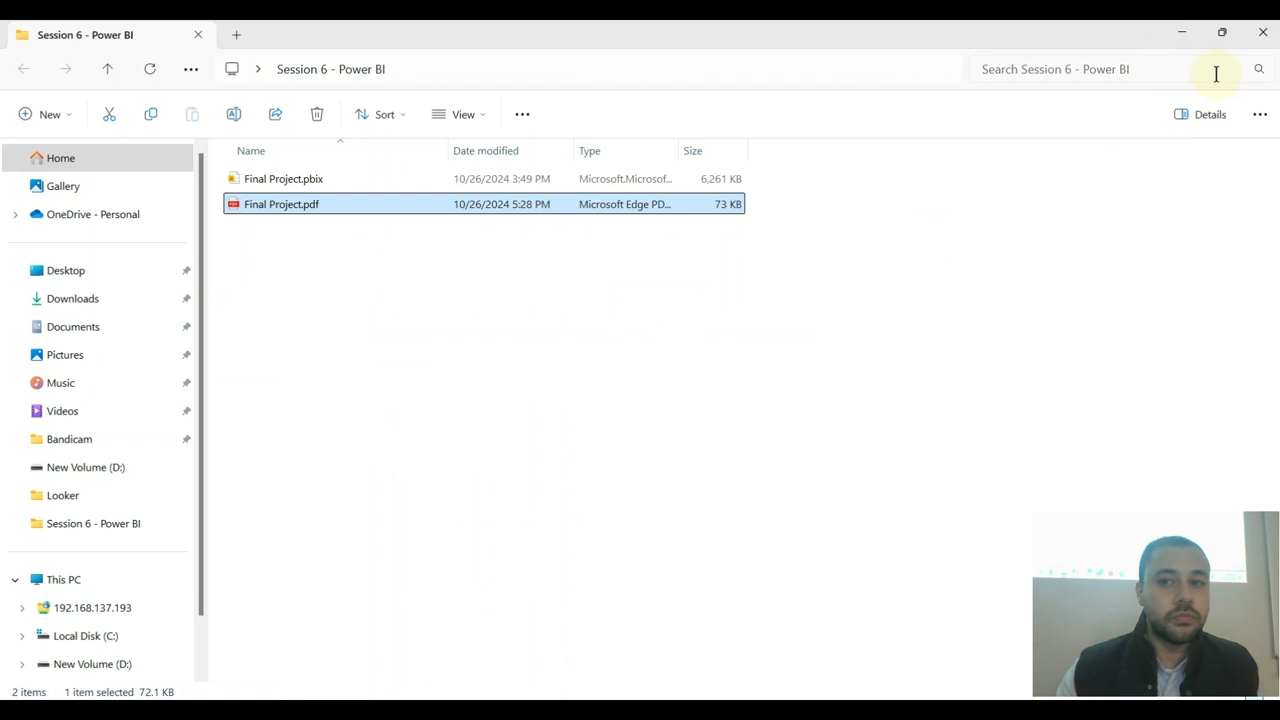 Session 6 - Power BI
Session 6 - Power BI
Search Session 6 - Power BI
New
Sort
View
Details
Name Date modified Type Size
Final Project.pbix 10/26/2024 3:49 PM Microsoft.Microsof... 6,261 KB
Final Project.pdf 10/26/2024 5:28 PM Microsoft Edge PD... 73 KB
Home
Gallery
OneDrive - Personal
Desktop
Downloads
Documents
Pictures
Music
Videos
Bandicam
New Volume (D:)
Looker
Session 6 - Power BI
This PC
192.168.137.193
Local Disk (C:)
New Volume (D:)
2 items 1 item selected 72.1 KB